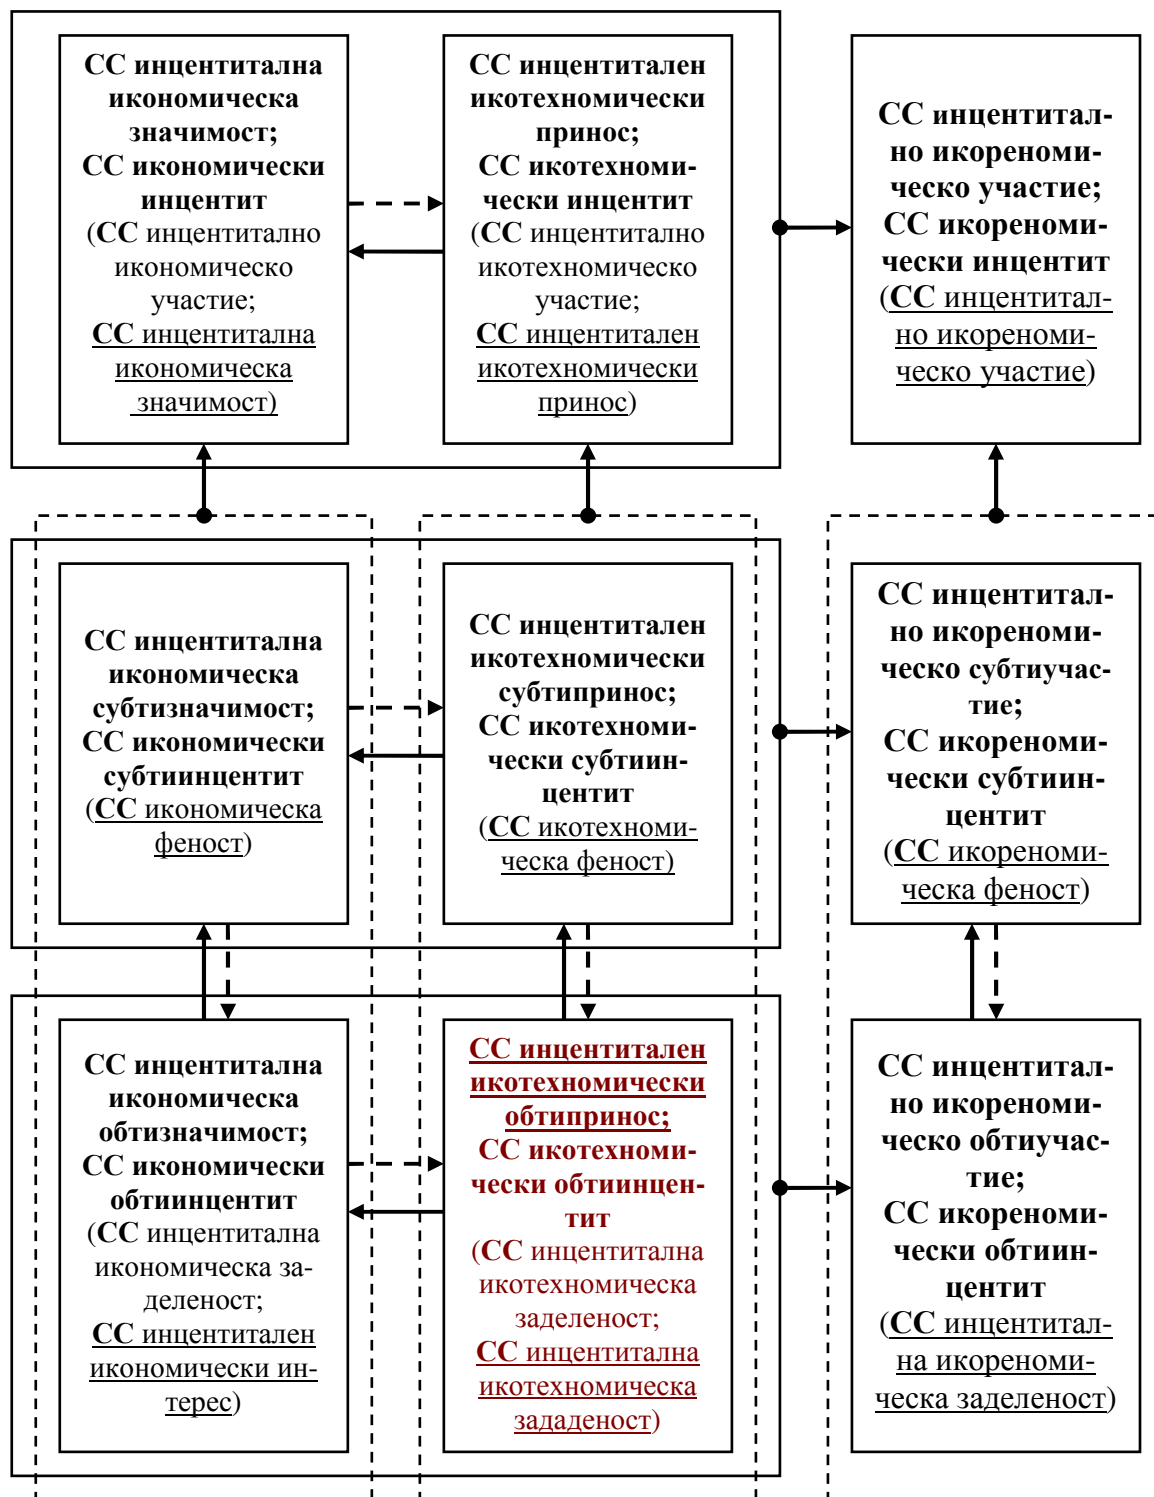 СС инцентитална
икономическа
значимост;
СС икономически
инцентит
(СС инцентитално
икономическо
участие;
СС инцентитална
икономическа
значимост)
СС инцентитален
икотехномически
принос;
СС икотехноми-
чески инцентит
(СС инцентитално
икотехномическо
участие;
СС инцентитален
икотехномически
принос)
СС инцентитал-
но икореноми-
ческо участие;
СС икореноми-
чески инцентит
(СС инцентитал-
но икореноми-
ческо участие)
СС инцентитална
икономическа
субтизначимост;
СС икономически
субтиинцентит
(СС икономическа
феност)
СС инцентитален
икотехномически
субтипринос;
СС икотехноми-
чески субтиин-
центит
(СС икотехноми-
ческа феност)
СС инцентитал-
но икореноми-
ческо субтиучас-
тие;
СС икореноми-
чески субтиин-
центит
(СС икореноми-
ческа феност)
СС инцентитална
икономическа
обтизначимост;
СС икономически
обтиинцентит
(СС инцентитална
икономическа за-
деленост;
СС инцентитален
икономически ин-
терес)
СС инцентитален
икотехномически
обтипринос;
СС икотехноми-
чески обтиинцен-
тит
(СС инцентитална
икотехномическа
заделеност;
СС инцентитална
икотехномическа
зададеност)
СС инцентитал-
но икореноми-
ческо обтиучас-
тие;
СС икореноми-
чески обтиин-
центит
(СС инцентитал-
на икореноми-
ческа заделеност)